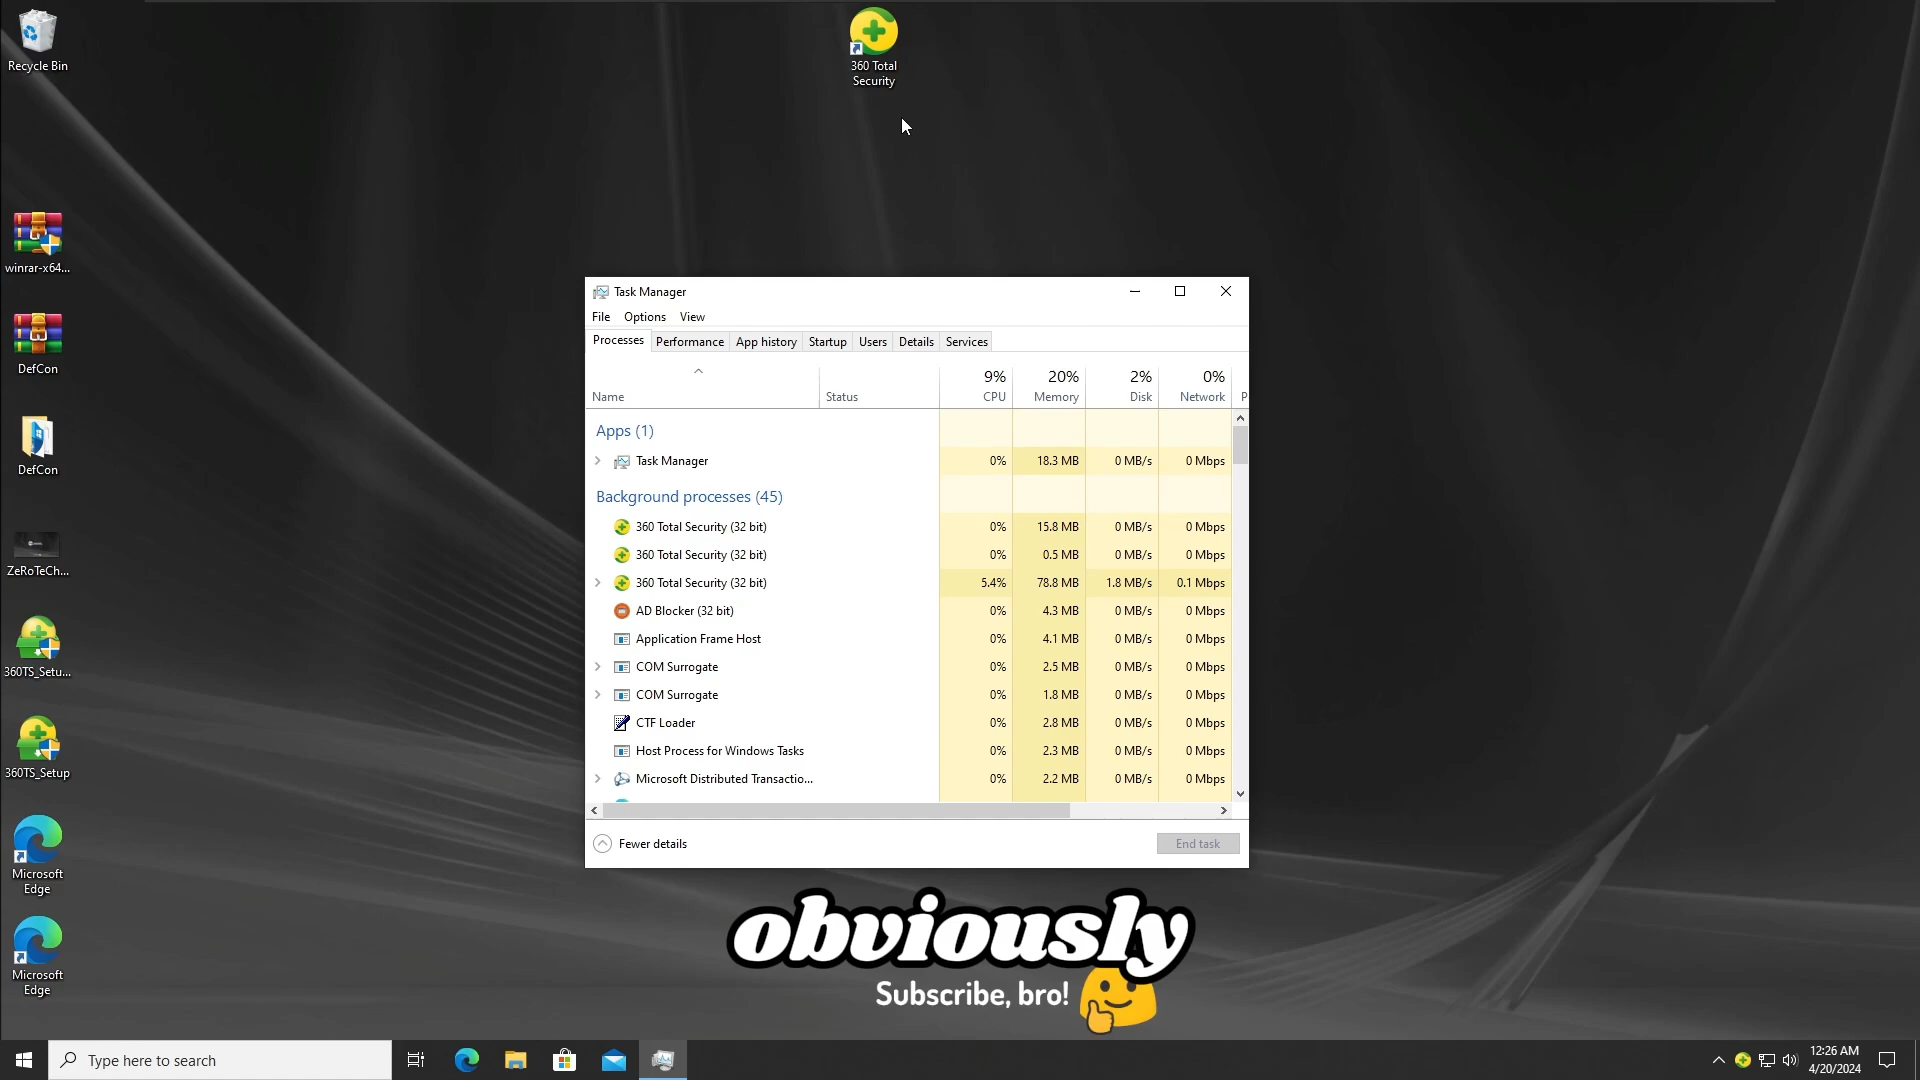 Recycle Bin
360 Total
Security
winrar-x64...
DefCon
DefCon
ZeRoTeCh...
360TS_Setu...
360TS_Setup
Microsoft
Edge
Microsoft
Edge
Task Manager
File Options View
Processes Performance App history Startup Users Details Services
9% 20% 2% 0%
Name Status CPU Memory Disk Network P
Apps (1)
Task Manager 0% 18.3 MB 0 MB/s 0 Mbps
Background processes (45)
360 Total Security (32 bit) 0% 15.8 MB 0 MB/s 0 Mbps
360 Total Security (32 bit) 0% 0.5 MB 0 MB/s 0 Mbps
360 Total Security (32 bit) 5.4% 78.8 MB 1.8 MB/s 0.1 Mbps
AD Blocker (32 bit) 0% 4.3 MB 0 MB/s 0 Mbps
Application Frame Host 0% 4.1 MB 0 MB/s 0 Mbps
COM Surrogate 0% 2.5 MB 0 MB/s 0 Mbps
COM Surrogate 0% 1.8 MB 0 MB/s 0 Mbps
CTF Loader 0% 2.8 MB 0 MB/s 0 Mbps
Host Process for Windows Tasks 0% 2.3 MB 0 MB/s 0 Mbps
Microsoft Distributed Transactio... 0% 2.2 MB 0 MB/s 0 Mbps
Fewer details End task
obviously
Subscribe, bro!
Type here to search
12:26 AM
4/20/2024